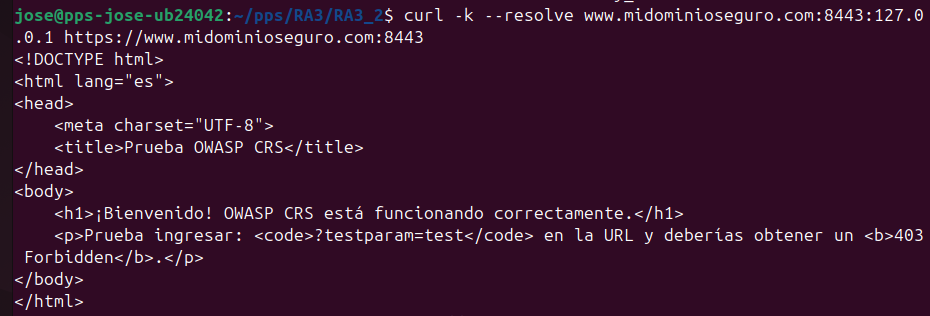 jose@pps-jose-ub24042:~/pps/RA3/RA3_2$ curl -k --resolve www.midominioseguro.com:8443:127.0
.0.1 https://www.midominioseguro.com:8443
<!DOCTYPE html>
<html lang="es">
<head>
    <meta charset="UTF-8">
    <title>Prueba OWASP CRS</title>
</head>
<body>
    <h1>¡Bienvenido! OWASP CRS está funcionando correctamente.</h1>
    <p>Prueba ingresar: <code>?testparam=test</code> en la URL y deberías obtener un <b>403
 Forbidden</b>.</p>
</body>
</html>